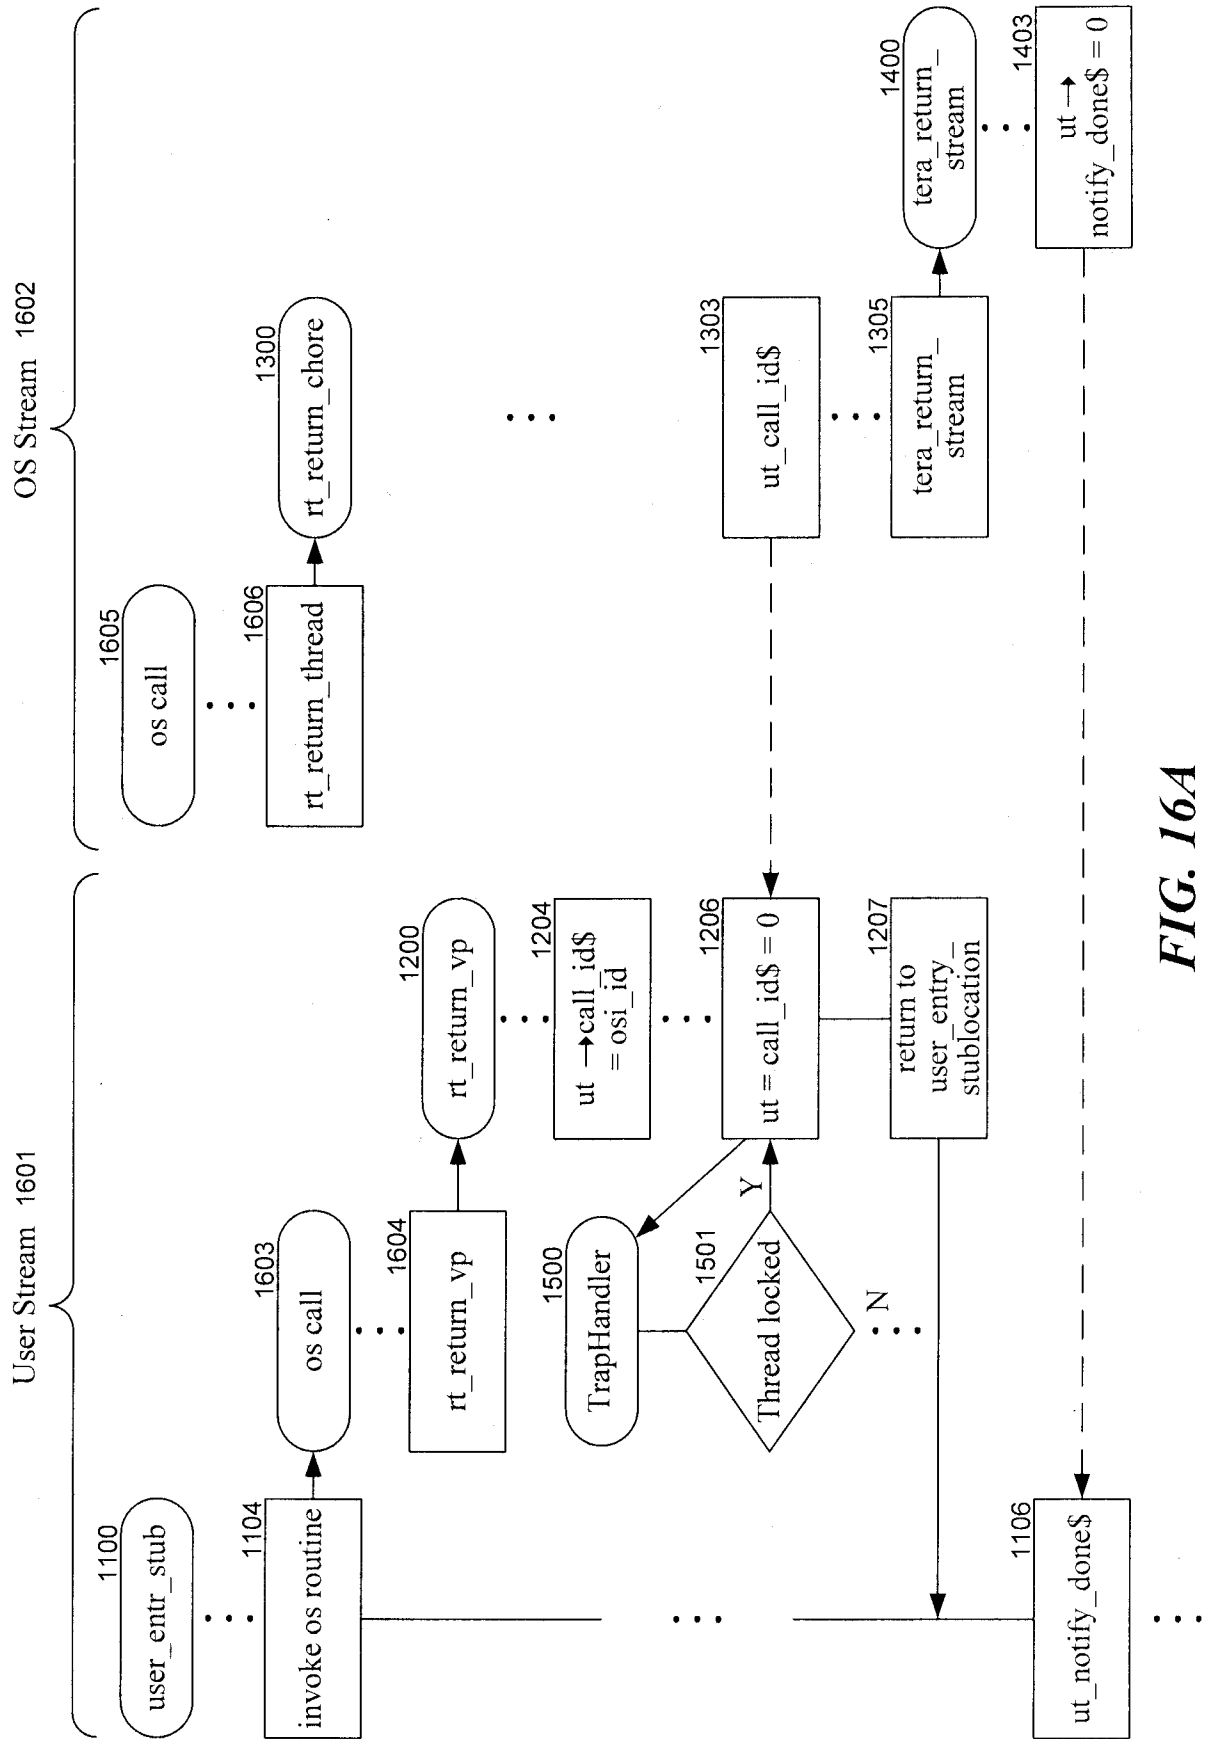 User Stream 1601
OS Stream 1602
1100
user_entr_stub
1104
invoke os routine
1603
os call
1604
rt_return_vp
1200
rt_return_vp
1204
ut →call_id$
= osi_id
1500
TrapHandler
1501
Thread locked
Y
N
1206
ut = call_id$ = 0
1207
return to
user_entry_
stublocation
1106
ut_notify_done$
1605
os call
1606
rt_return_thread
1300
rt_return_chore
1303
ut_call_id$
1305
tera_return_
stream
1400
tera_return_
stream
1403
ut →
notify_done$ = 0
FIG. 16A